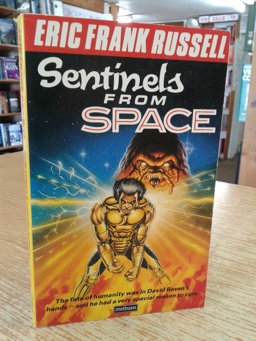 ERIC FRANK RUSSELL
Sentinels
FROM
SPACE
The fate of humanity was in David Raven's
hands – and he had a very special reason to care
methuen